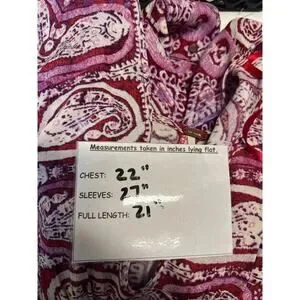 Measurements taken in inches lying flat.
CHEST: 22"
SLEEVES: 27"
FULL LENGTH: 21"